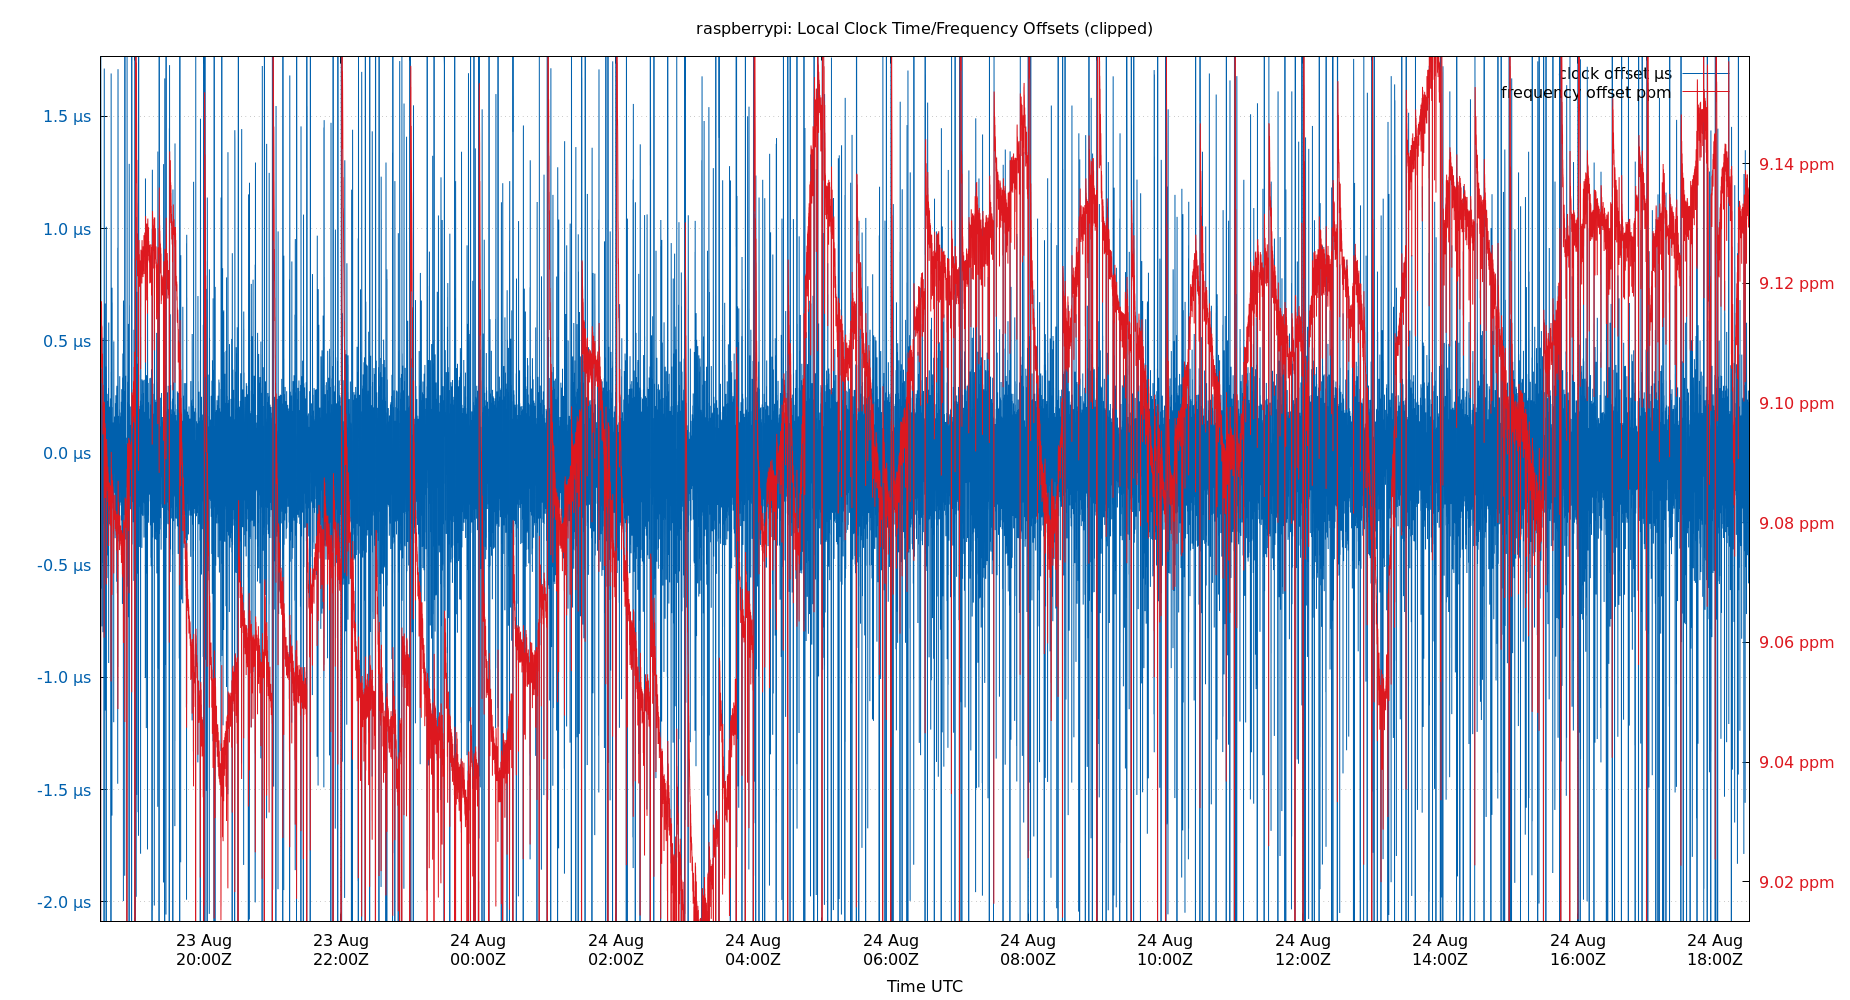 raspberrypi: Local Clock Time/Frequency Offsets (clipped)
clock offset µs
frequency offset ppm
1.5 µs
1.0 µs
0.5 µs
0.0 µs
-0.5 µs
-1.0 µs
-1.5 µs
-2.0 µs
9.14 ppm
9.12 ppm
9.10 ppm
9.08 ppm
9.06 ppm
9.04 ppm
9.02 ppm
23 Aug 23 Aug 24 Aug 24 Aug 24 Aug 24 Aug 24 Aug 24 Aug 24 Aug 24 Aug 24 Aug 24 Aug
20:00Z 22:00Z 00:00Z 02:00Z 04:00Z 06:00Z 08:00Z 10:00Z 12:00Z 14:00Z 16:00Z 18:00Z
Time UTC